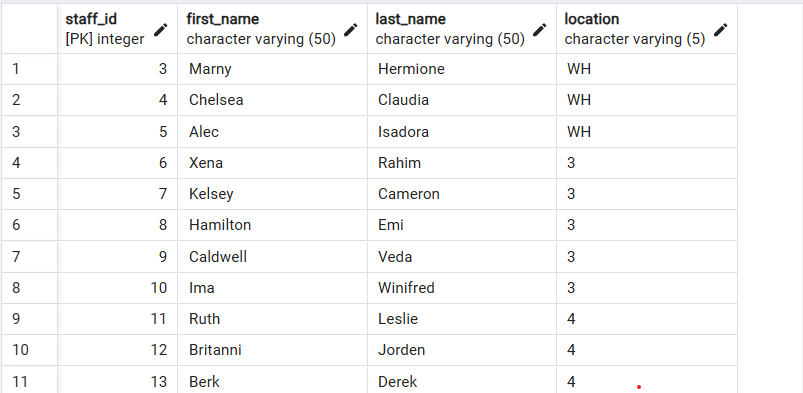 staff_id first_name last_name location
[PK] integer character varying (50) character varying (50) character varying (5)
1 3 Marny Hermione WH
2 4 Chelsea Claudia WH
3 5 Alec Isadora WH
4 6 Xena Rahim 3
5 7 Kelsey Cameron 3
6 8 Hamilton Emi 3
7 9 Caldwell Veda 3
8 10 Ima Winifred 3
9 11 Ruth Leslie 4
10 12 Britanni Jorden 4
11 13 Berk Derek 4